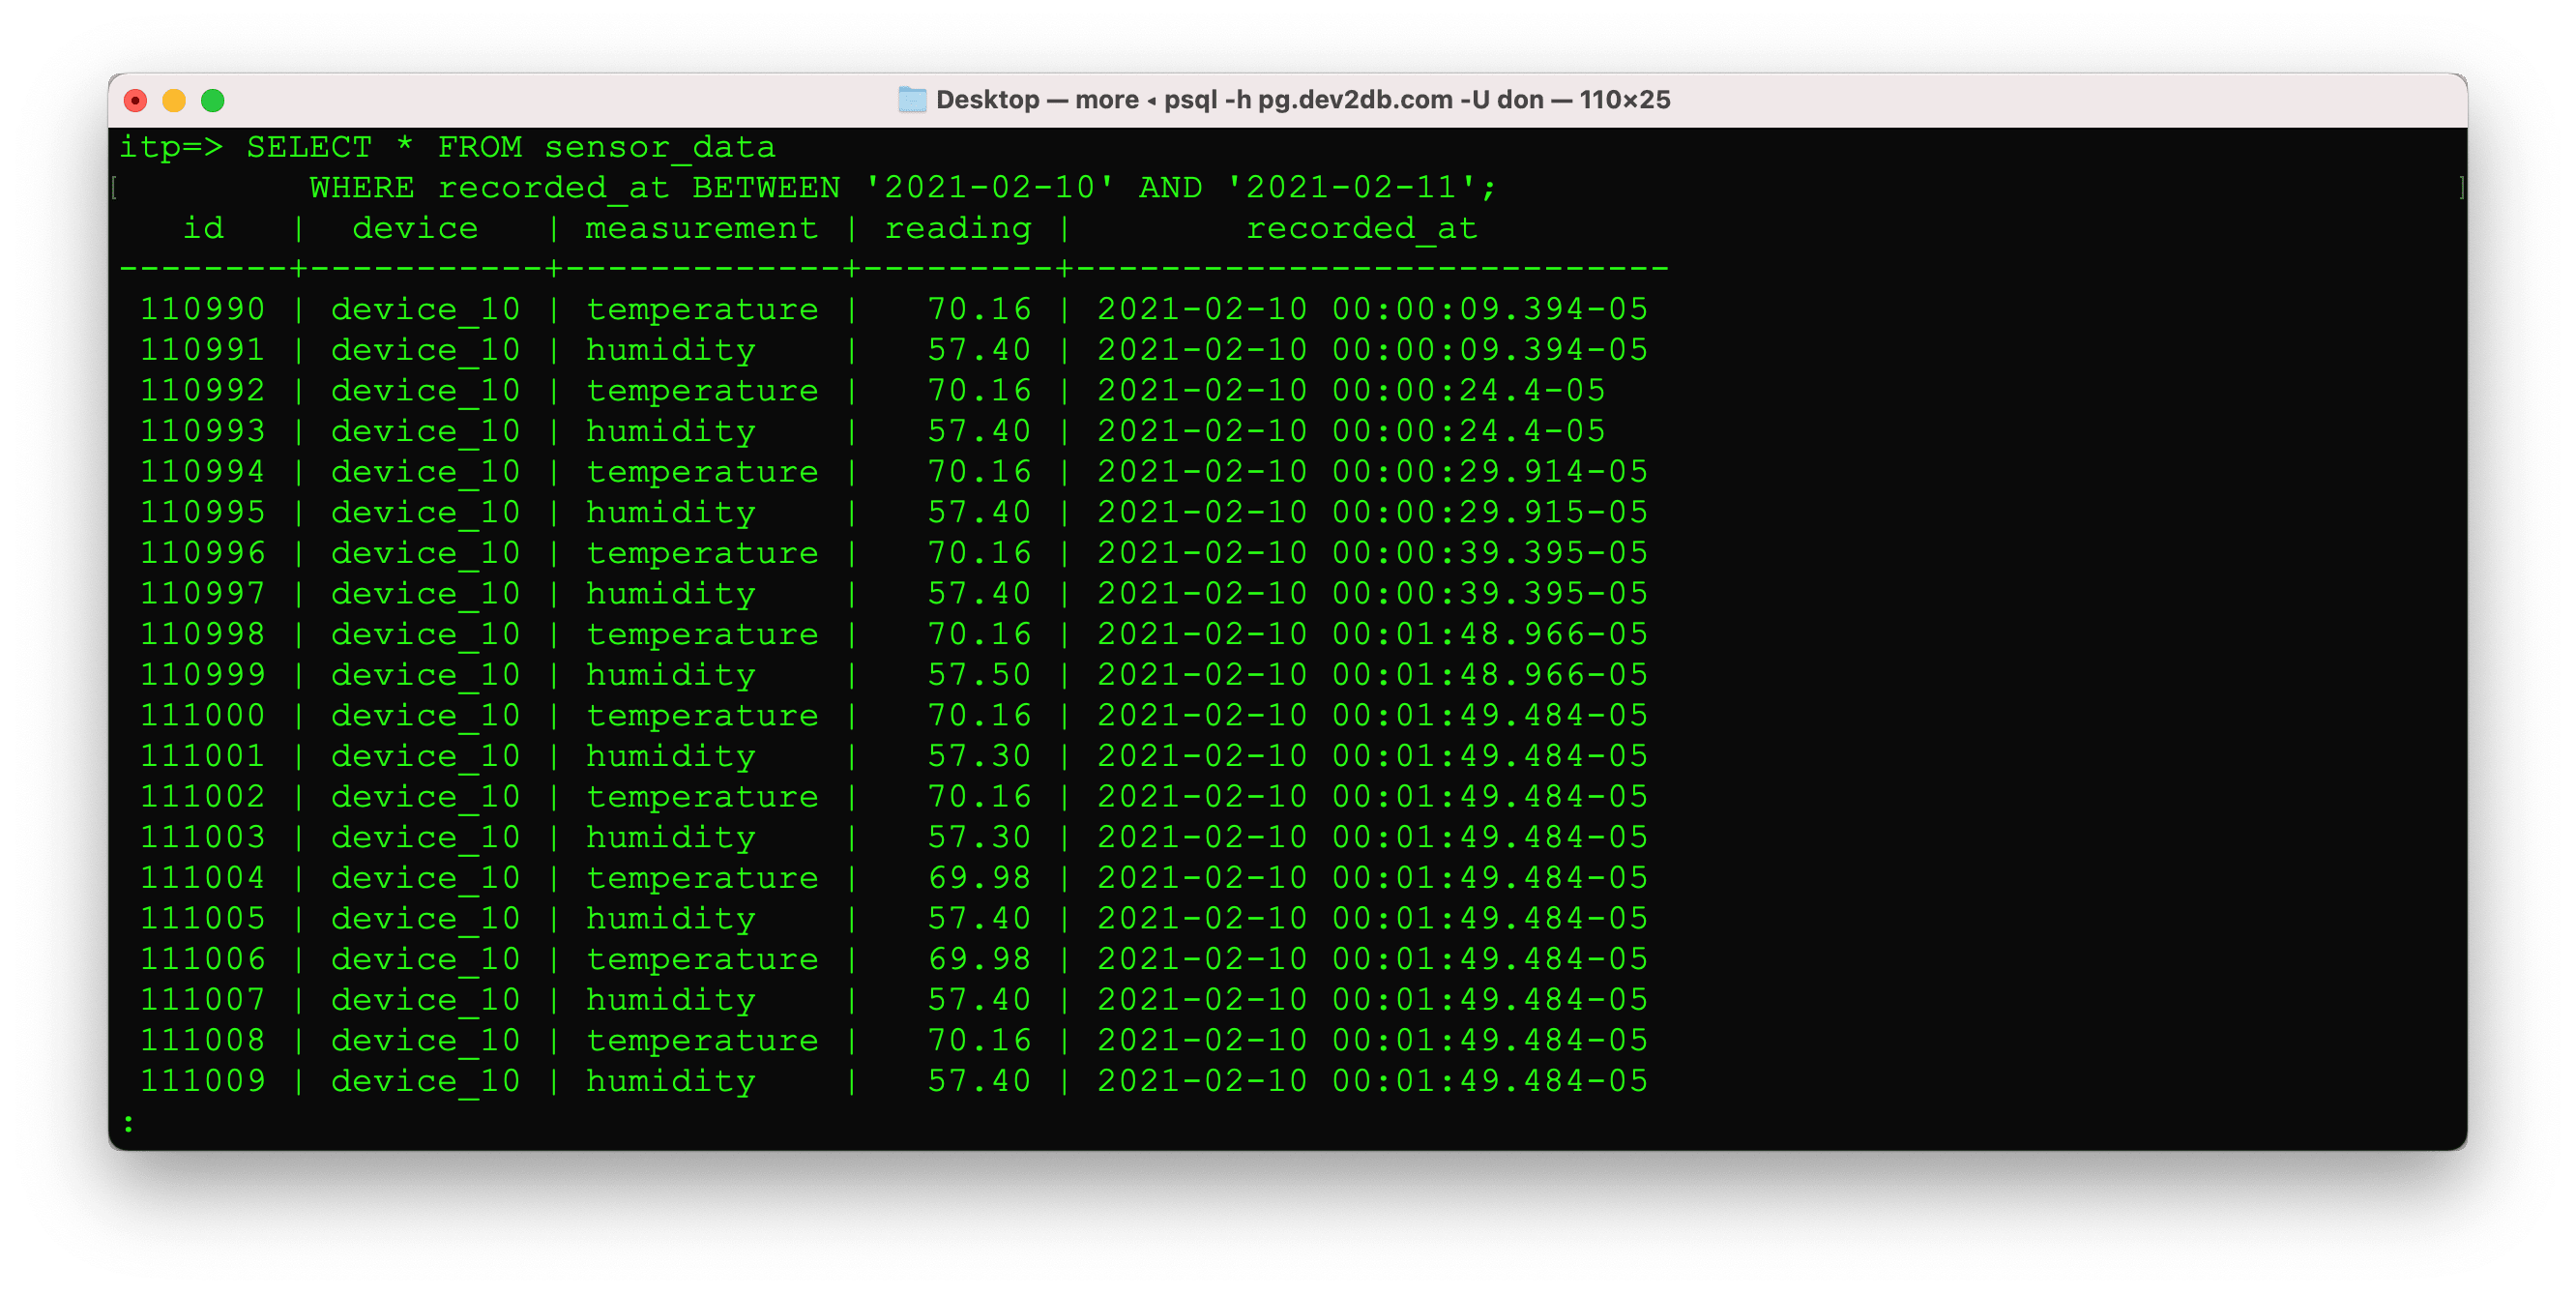 Desktop — more ◂ psql -h pg.dev2db.com -U don — 110×25
itp=> SELECT * FROM sensor_data
[         WHERE recorded_at BETWEEN '2021-02-10' AND '2021-02-11'; ]
   id   |  device   | measurement | reading |        recorded_at
--------+-----------+-------------+---------+----------------------------
 110990 | device_10 | temperature |   70.16 | 2021-02-10 00:00:09.394-05
 110991 | device_10 | humidity    |   57.40 | 2021-02-10 00:00:09.394-05
 110992 | device_10 | temperature |   70.16 | 2021-02-10 00:00:24.4-05
 110993 | device_10 | humidity    |   57.40 | 2021-02-10 00:00:24.4-05
 110994 | device_10 | temperature |   70.16 | 2021-02-10 00:00:29.914-05
 110995 | device_10 | humidity    |   57.40 | 2021-02-10 00:00:29.915-05
 110996 | device_10 | temperature |   70.16 | 2021-02-10 00:00:39.395-05
 110997 | device_10 | humidity    |   57.40 | 2021-02-10 00:00:39.395-05
 110998 | device_10 | temperature |   70.16 | 2021-02-10 00:01:48.966-05
 110999 | device_10 | humidity    |   57.50 | 2021-02-10 00:01:48.966-05
 111000 | device_10 | temperature |   70.16 | 2021-02-10 00:01:49.484-05
 111001 | device_10 | humidity    |   57.30 | 2021-02-10 00:01:49.484-05
 111002 | device_10 | temperature |   70.16 | 2021-02-10 00:01:49.484-05
 111003 | device_10 | humidity    |   57.30 | 2021-02-10 00:01:49.484-05
 111004 | device_10 | temperature |   69.98 | 2021-02-10 00:01:49.484-05
 111005 | device_10 | humidity    |   57.40 | 2021-02-10 00:01:49.484-05
 111006 | device_10 | temperature |   69.98 | 2021-02-10 00:01:49.484-05
 111007 | device_10 | humidity    |   57.40 | 2021-02-10 00:01:49.484-05
 111008 | device_10 | temperature |   70.16 | 2021-02-10 00:01:49.484-05
 111009 | device_10 | humidity    |   57.40 | 2021-02-10 00:01:49.484-05
: